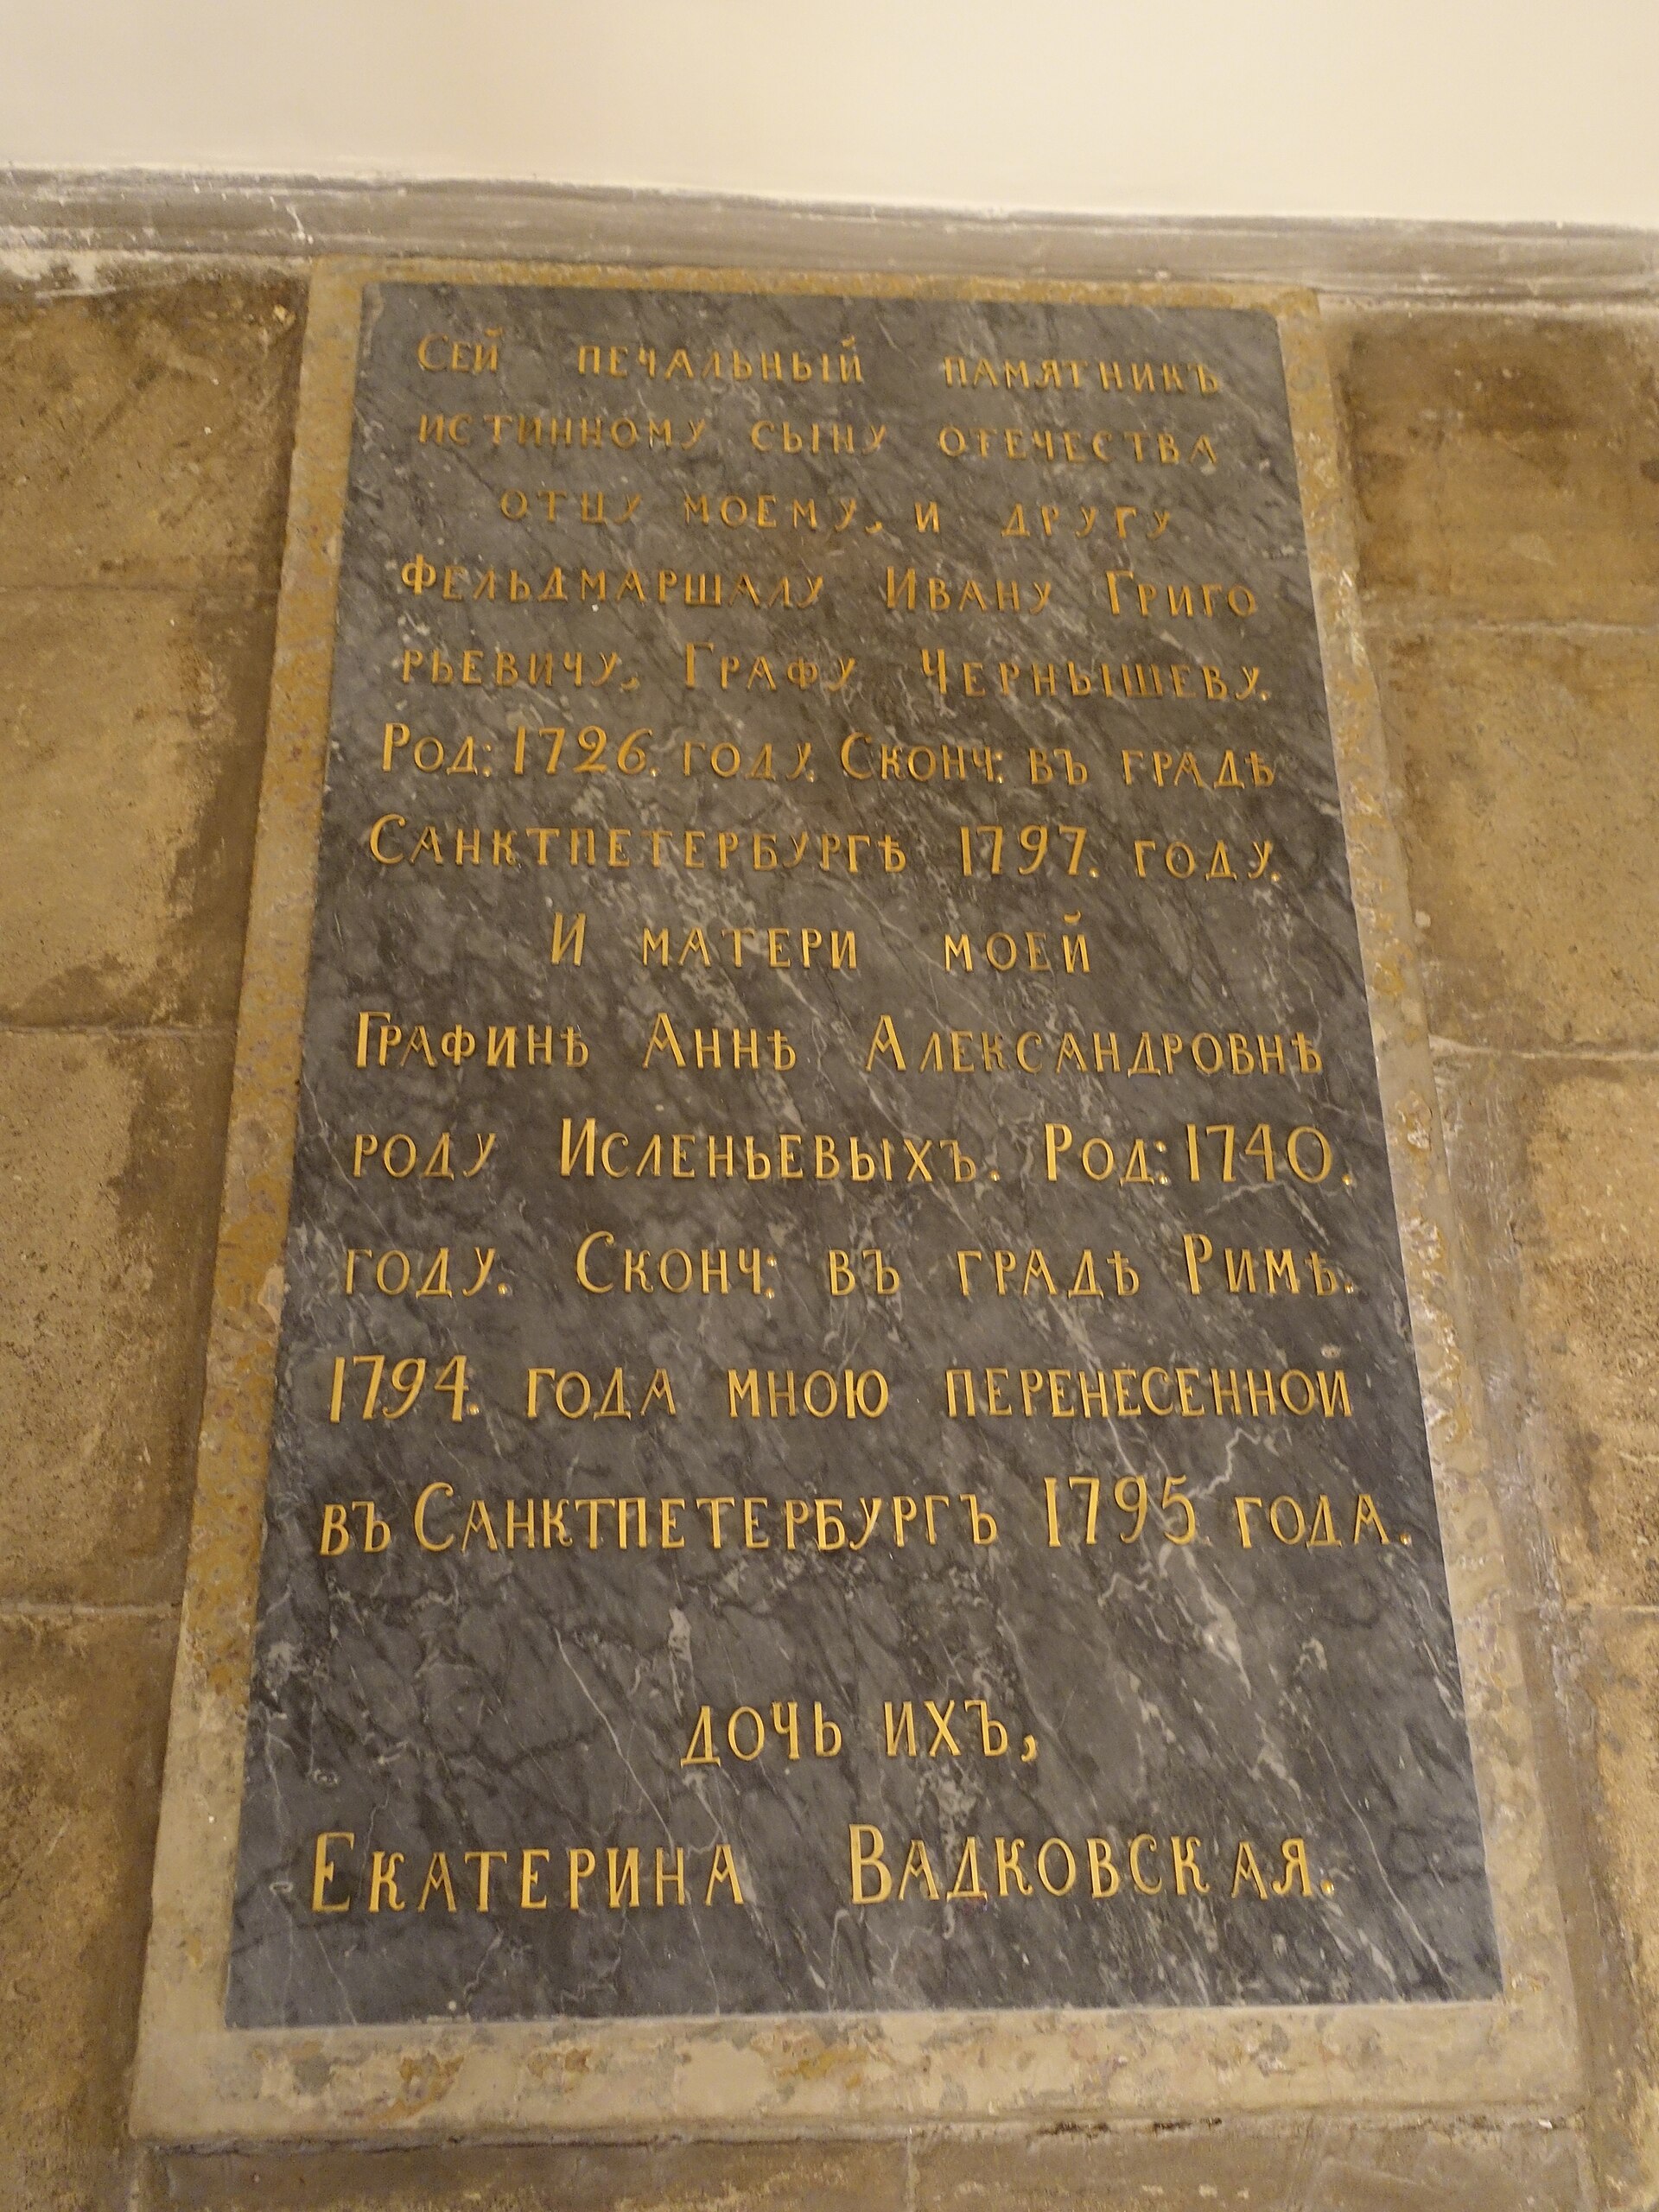 Сей печальный памятникъ
истинному сыну отечества
отцу моему, и другу
фельдмаршалу Ивану Григо
рьевичу, Графу Чернышеву.
Род: 1726. году. Сконч: въ градѣ
Санктпетербургѣ 1797. году.
И матери моей
Графинѣ Аннѣ Александровнѣ
роду Исленьевыхъ. Род: 1740.
году. Сконч: въ градѣ Римѣ.
1794. года мною перенесенной
въ Санктпетербургъ 1795 года.
дочь ихъ,
Екатерина Вадковская.